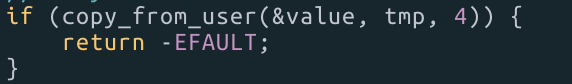 if (copy_from_user(&value, tmp, 4)) {
    return -EFAULT;
}